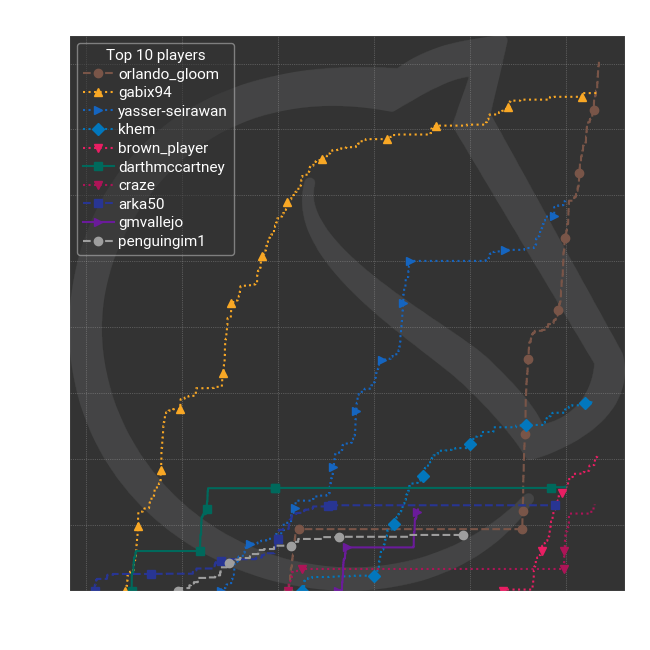 Top 10 players
orlando_gloom
gabix94
yasser-seirawan
khem
brown_player
darthmccartney
craze
arka50
gmvallejo
penguingim1